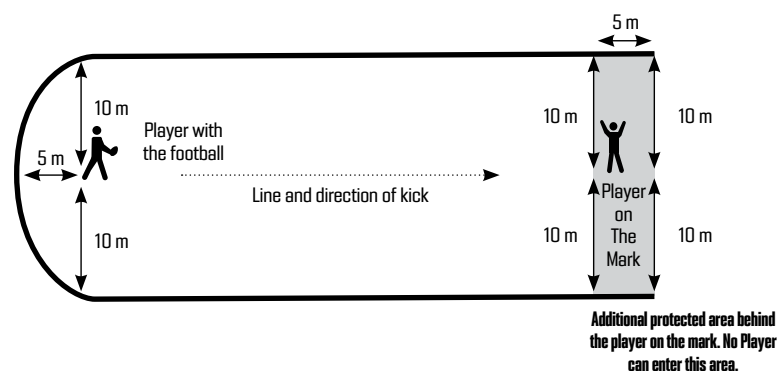 5 m
10 m
10 m
10 m
Player with
the football
5 m
Line and direction of kick
Player
on
The
Mark
10 m
10 m
10 m
Additional protected area behind
the player on the mark. No Player
can enter this area.